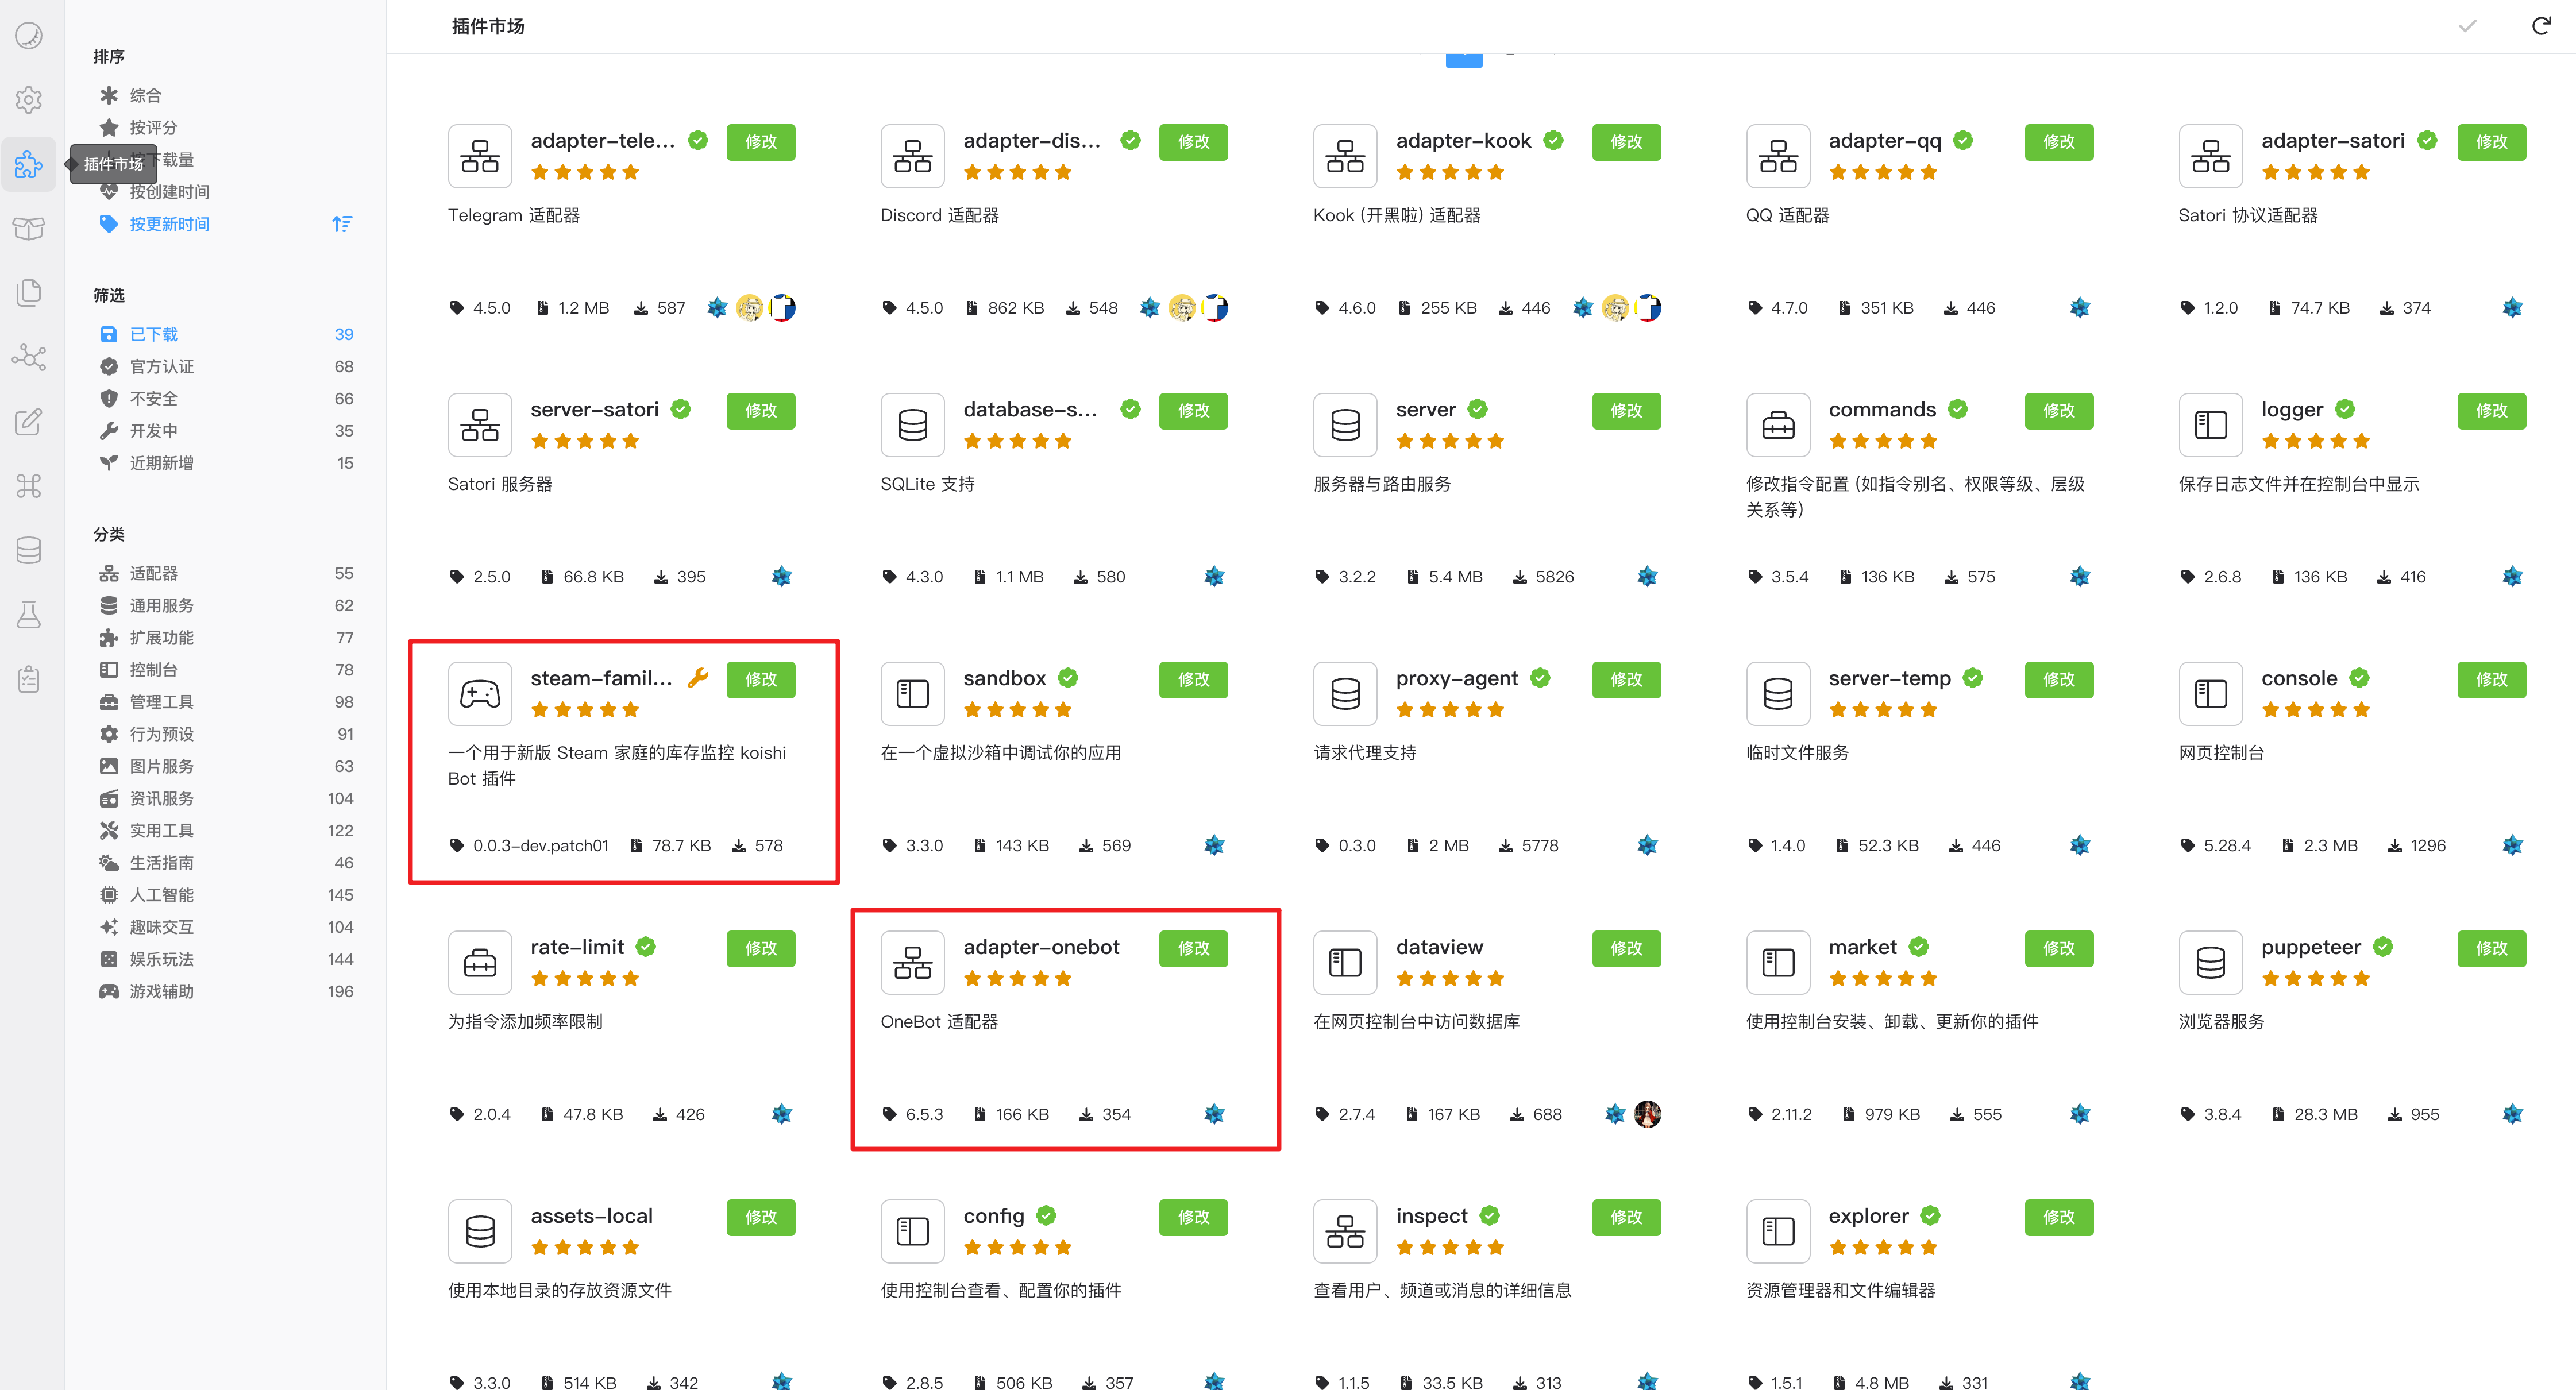 插件市场
排序
综合
按评分
下载量
插件市场
按创建时间
按更新时间
筛选
已下载 39
官方认证 68
不安全 66
开发中 35
近期新增 15
分类
适配器 55
通用服务 62
扩展功能 77
控制台 78
管理工具 98
行为预设 91
图片服务 63
资讯服务 104
实用工具 122
生活指南 46
人工智能 145
趣味交互 104
娱乐玩法 144
游戏辅助 196
adapter-tele... 修改
Telegram 适配器
4.5.0 1.2 MB 587
adapter-dis... 修改
Discord 适配器
4.5.0 862 KB 548
adapter-kook 修改
Kook (开黑啦) 适配器
4.6.0 255 KB 446
adapter-qq 修改
QQ 适配器
4.7.0 351 KB 446
adapter-satori 修改
Satori 协议适配器
1.2.0 74.7 KB 374
server-satori 修改
Satori 服务器
2.5.0 66.8 KB 395
database-s... 修改
SQLite 支持
4.3.0 1.1 MB 580
server 修改
服务器与路由服务
3.2.2 5.4 MB 5826
commands 修改
修改指令配置 (如指令别名、权限等级、层级
关系等)
3.5.4 136 KB 575
logger 修改
保存日志文件并在控制台中显示
2.6.8 136 KB 416
steam-famil... 修改
一个用于新版 Steam 家庭的库存监控 koishi
Bot 插件
0.0.3-dev.patch01 78.7 KB 578
sandbox 修改
在一个虚拟沙箱中调试你的应用
3.3.0 143 KB 569
proxy-agent 修改
请求代理支持
0.3.0 2 MB 5778
server-temp 修改
临时文件服务
1.4.0 52.3 KB 446
console 修改
网页控制台
5.28.4 2.3 MB 1296
rate-limit 修改
为指令添加频率限制
2.0.4 47.8 KB 426
adapter-onebot 修改
OneBot 适配器
6.5.3 166 KB 354
dataview 修改
在网页控制台中访问数据库
2.7.4 167 KB 688
market 修改
使用控制台安装、卸载、更新你的插件
2.11.2 979 KB 555
puppeteer 修改
浏览器服务
3.8.4 28.3 MB 955
assets-local 修改
使用本地目录的存放资源文件
3.3.0 514 KB 342
config 修改
使用控制台查看、配置你的插件
2.8.5 506 KB 357
inspect 修改
查看用户、频道或消息的详细信息
1.1.5 33.5 KB 313
explorer 修改
资源管理器和文件编辑器
1.5.1 4.8 MB 331